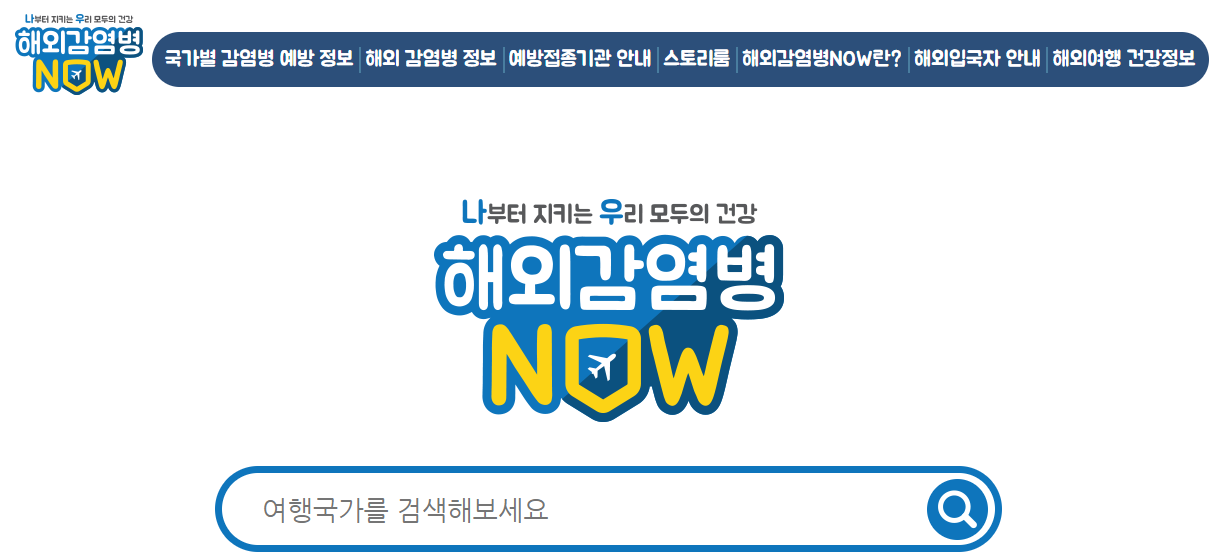 나부터 지키는 우리 모두의 건강
해외감염병
NOW
국가별 감염병 예방 정보 해외 감염병 정보 예방접종기관 안내 스토리룸 해외감염병NOW란? 해외입국자 안내 해외여행 건강정보
나부터 지키는 우리 모두의 건강
해외감염병
NOW
여행국가를 검색해보세요